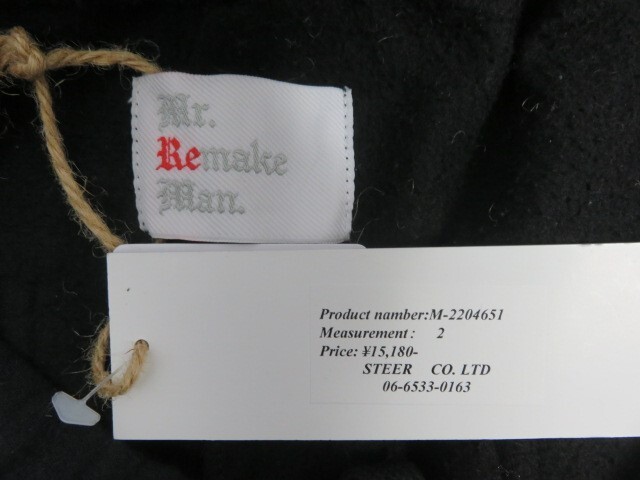 Mr.
Remake
Man.
Product namber:M-2204651
Measurement : 2
Price: ¥15,180-
STEER CO. LTD
06-6533-0163